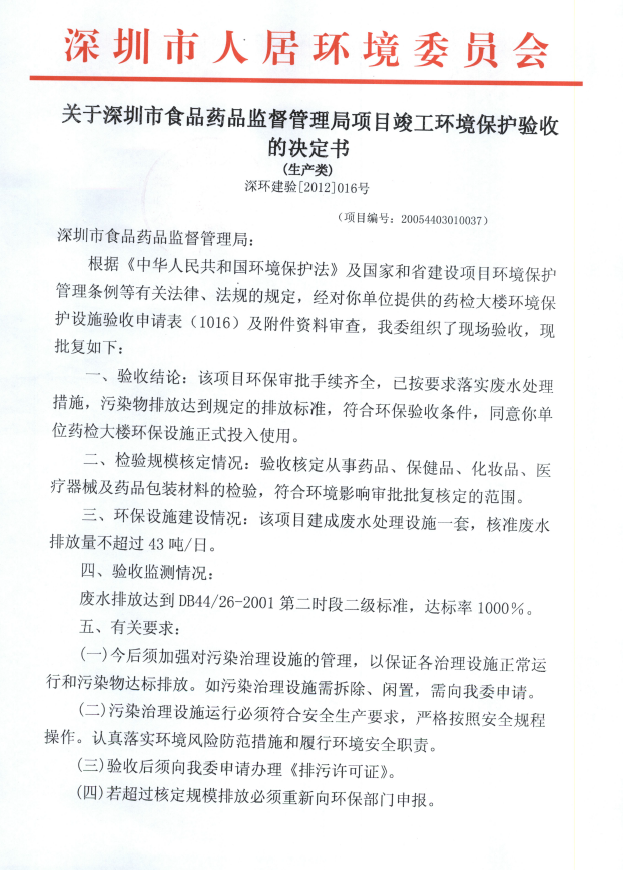 深圳市人居环境委员会
关于深圳市食品药品监督管理局项目竣工环境保护验收
的决定书
(生产类)
深环建验[2012]016号
（项目编号：20054403010037）
深圳市食品药品监督管理局：
根据《中华人民共和国环境保护法》及国家和省建设项目环境保护
管理条例等有关法律、法规的规定，经对你单位提供的药检大楼环境保
护设施验收申请表（1016）及附件资料审查，我委组织了现场验收，现
批复如下：
一、验收结论：该项目环保审批手续齐全，已按要求落实废水处理
措施，污染物排放达到规定的排放标准，符合环保验收条件，同意你单
位药检大楼环保设施正式投入使用。
二、检验规模核定情况：验收核定从事药品、保健品、化妆品、医
疗器械及药品包装材料的检验，符合环境影响审批批复核定的范围。
三、环保设施建设情况：该项目建成废水处理设施一套，核准废水
排放量不超过 43 吨/日。
四、验收监测情况：
废水排放达到 DB44/26-2001 第二时段二级标准，达标率 1000%。
五、有关要求：
(一)今后须加强对污染治理设施的管理，以保证各治理设施正常运
行和污染物达标排放。如污染治理设施需拆除、闲置，需向我委申请。
(二)污染治理设施运行必须符合安全生产要求，严格按照安全规程
操作。认真落实环境风险防范措施和履行环境安全职责。
(三)验收后须向我委申请办理《排污许可证》。
(四)若超过核定规模排放必须重新向环保部门申报。